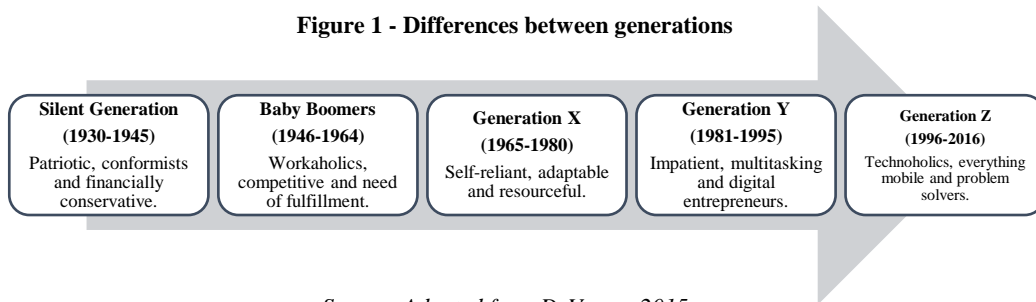 Figure 1 - Differences between generations
Silent Generation
(1930-1945)
Patriotic, conformists
and financially
conservative.
Baby Boomers
(1946-1964)
Workaholics,
competitive and need
of fulfillment.
Generation X
(1965-1980)
Self-reliant, adaptable
and resourceful.
Generation Y
(1981-1995)
Impatient, multitasking
and digital
entrepreneurs.
Generation Z
(1996-2016)
Technoholics, everything
mobile and problem
solvers.